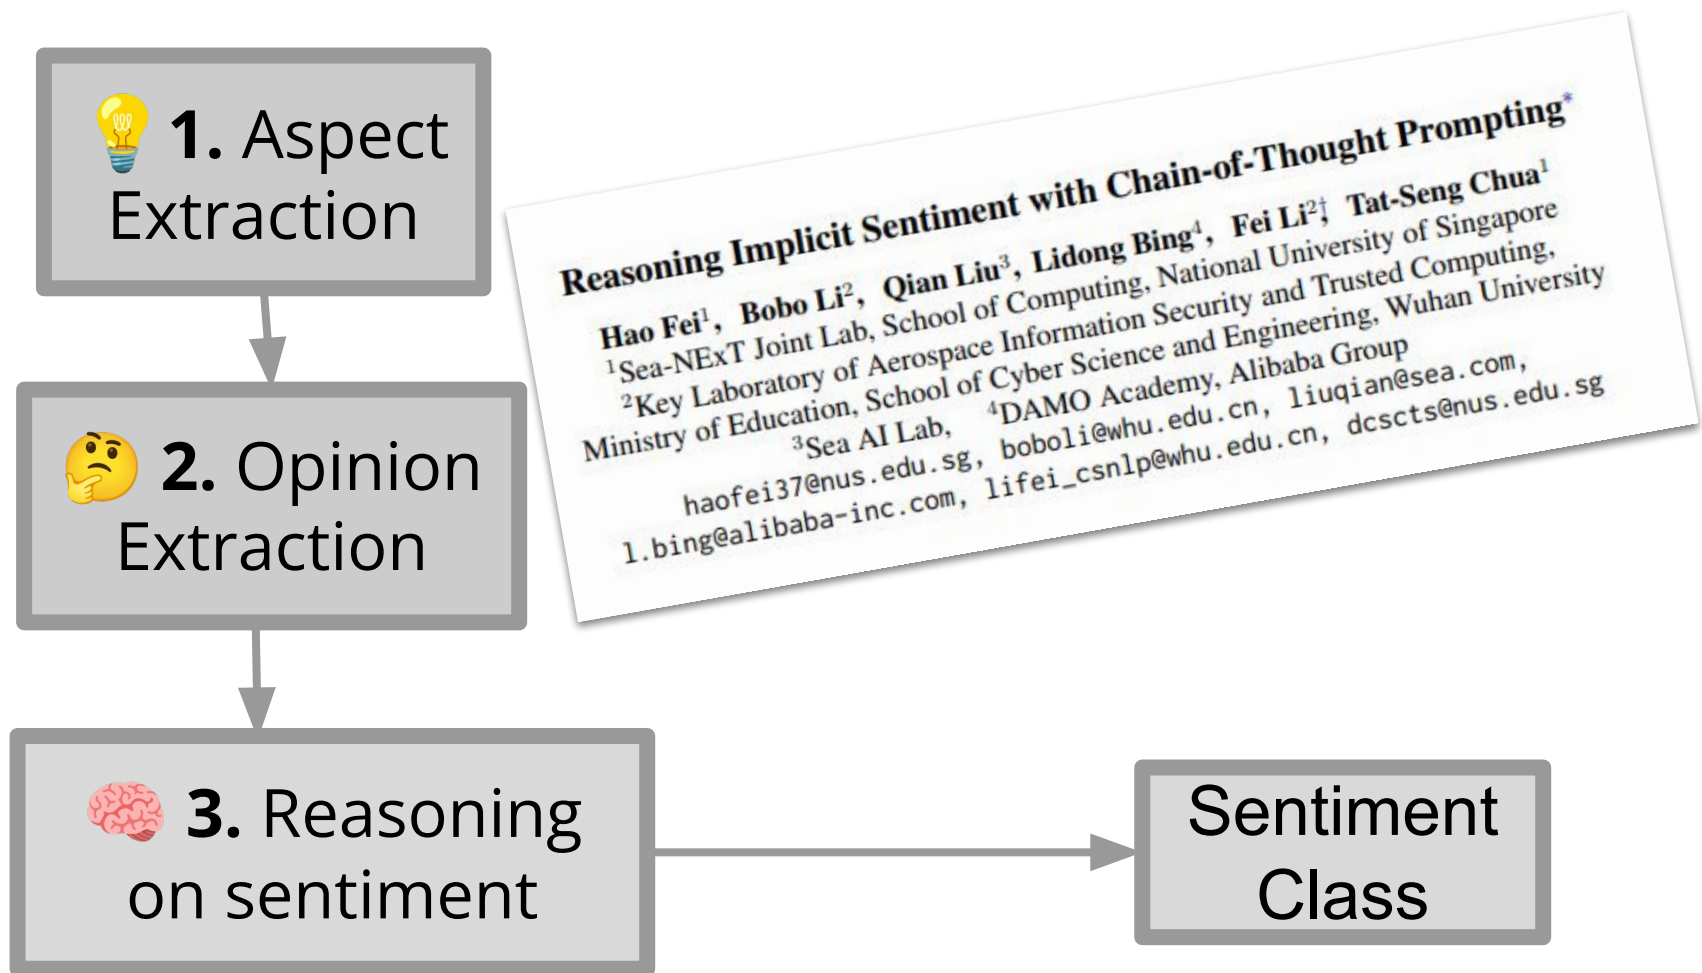 1. Aspect
Extraction
2. Opinion
Extraction
3. Reasoning
on sentiment
Sentiment
Class
Reasoning Implicit Sentiment with Chain-of-Thought Prompting*
Hao Fei1, Bobo Li2, Qian Liu3, Lidong Bing4, Fei Li2†, Tat-Seng Chua1
1Sea-NExT Joint Lab, School of Computing, National University of Singapore
2Key Laboratory of Aerospace Information Security and Trusted Computing,
Ministry of Education, School of Cyber Science and Engineering, Wuhan University
3Sea AI Lab, 4DAMO Academy, Alibaba Group
haofei37@nus.edu.sg, boboli@whu.edu.cn, liuqian@sea.com,
l.bing@alibaba-inc.com, lifei_csnlp@whu.edu.cn, dcscts@nus.edu.sg